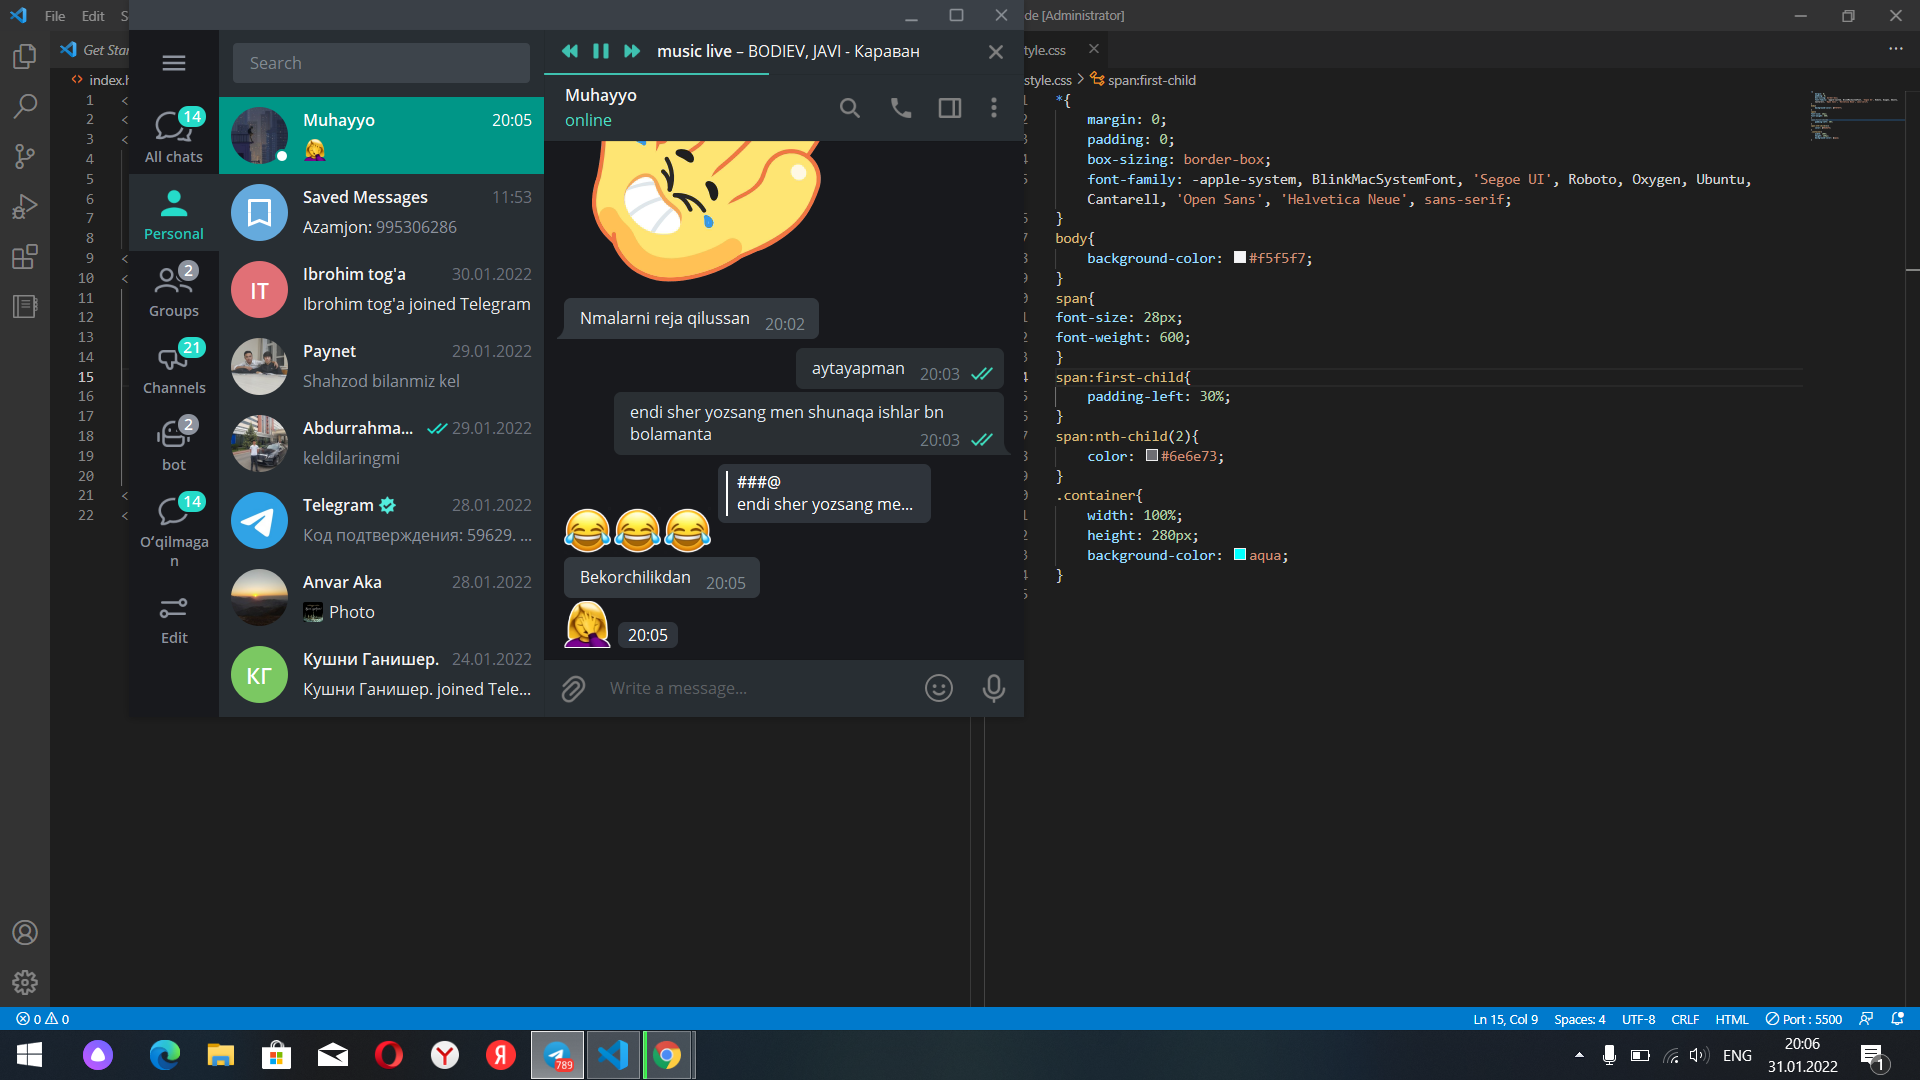 File
Edit
S
de [Administrator]
Get Star
index.h
1
2
3
4
5
6
7
8
9
10
11
12
13
14
15
16
17
18
19
20
21
22
14
All chats
Personal
2
Groups
21
Channels
2
bot
14
Oʻqilmaga
n
Edit
Search
Muhayyo 20:05
Saved Messages 11:53
Azamjon: 995306286
IT
Ibrohim tog'a 30.01.2022
Ibrohim tog'a joined Telegram
Paynet 29.01.2022
Shahzod bilanmiz kel
Abdurrahma... 29.01.2022
keldilaringmi
Telegram 28.01.2022
Код подтверждения: 59629. ...
Anvar Aka 28.01.2022
Photo
КГ
Кушни Ганишер. 24.01.2022
Кушни Ганишер. joined Tele...
music live – BODIEV, JAVI - Караван
Muhayyo
online
Nmalarni reja qilussan 20:02
aytayapman 20:03
endi sher yozsang men shunaqa ishlar bn
bolamanta 20:03
###@
endi sher yozsang me...
Bekorchilikdan 20:05
20:05
Write a message...
tyle.css
style.css > span:first-child
*{
margin: 0;
padding: 0;
box-sizing: border-box;
font-family: -apple-system, BlinkMacSystemFont, 'Segoe UI', Roboto, Oxygen, Ubuntu,
Cantarell, 'Open Sans', 'Helvetica Neue', sans-serif;
}
body{
background-color: #f5f5f7;
}
span{
font-size: 28px;
font-weight: 600;
}
span:first-child{
padding-left: 30%;
}
span:nth-child(2){
color: #6e6e73;
}
.container{
width: 100%;
height: 280px;
background-color: aqua;
}
0
0
Ln 15, Col 9
Spaces: 4
UTF-8
CRLF
HTML
Port : 5500
789
ENG
20:06
31.01.2022
1